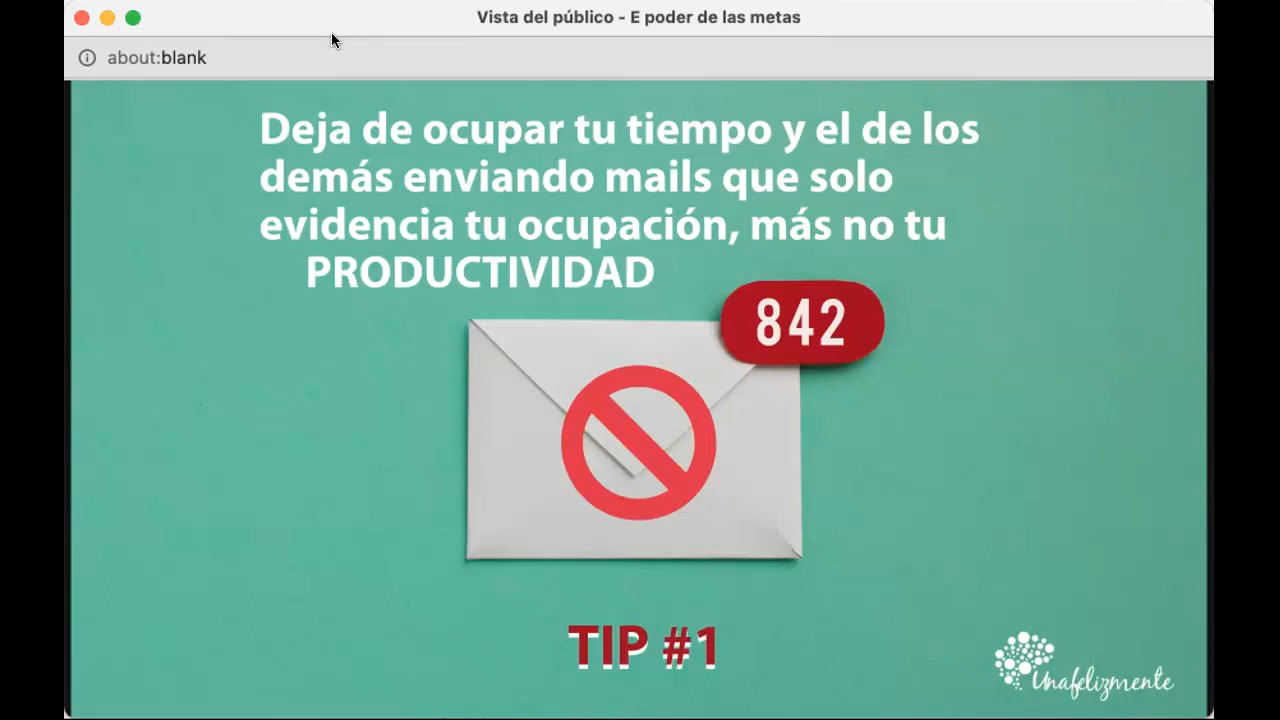 Vista del público - E poder de las metas
about:blank
Deja de ocupar tu tiempo y el de los
demás enviando mails que solo
evidencia tu ocupación, más no tu
PRODUCTIVIDAD
842
TIP #1
Unafelizmente